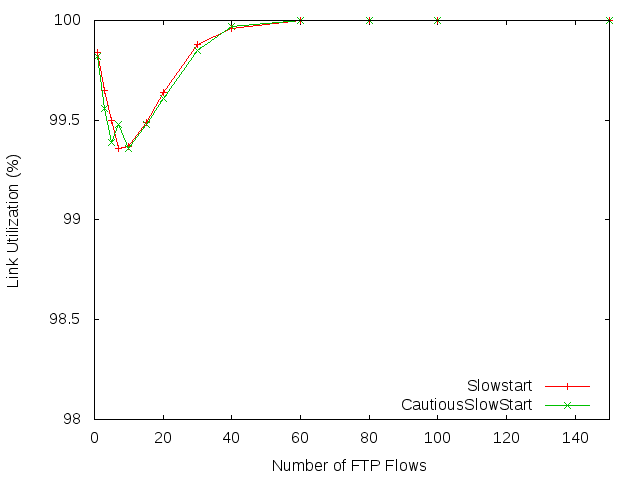 100
99.5
99
98.5
98
Link Utilization (%)
Slowstart
CautiousSlowStart
0 20 40 60 80 100 120 140
Number of FTP Flows